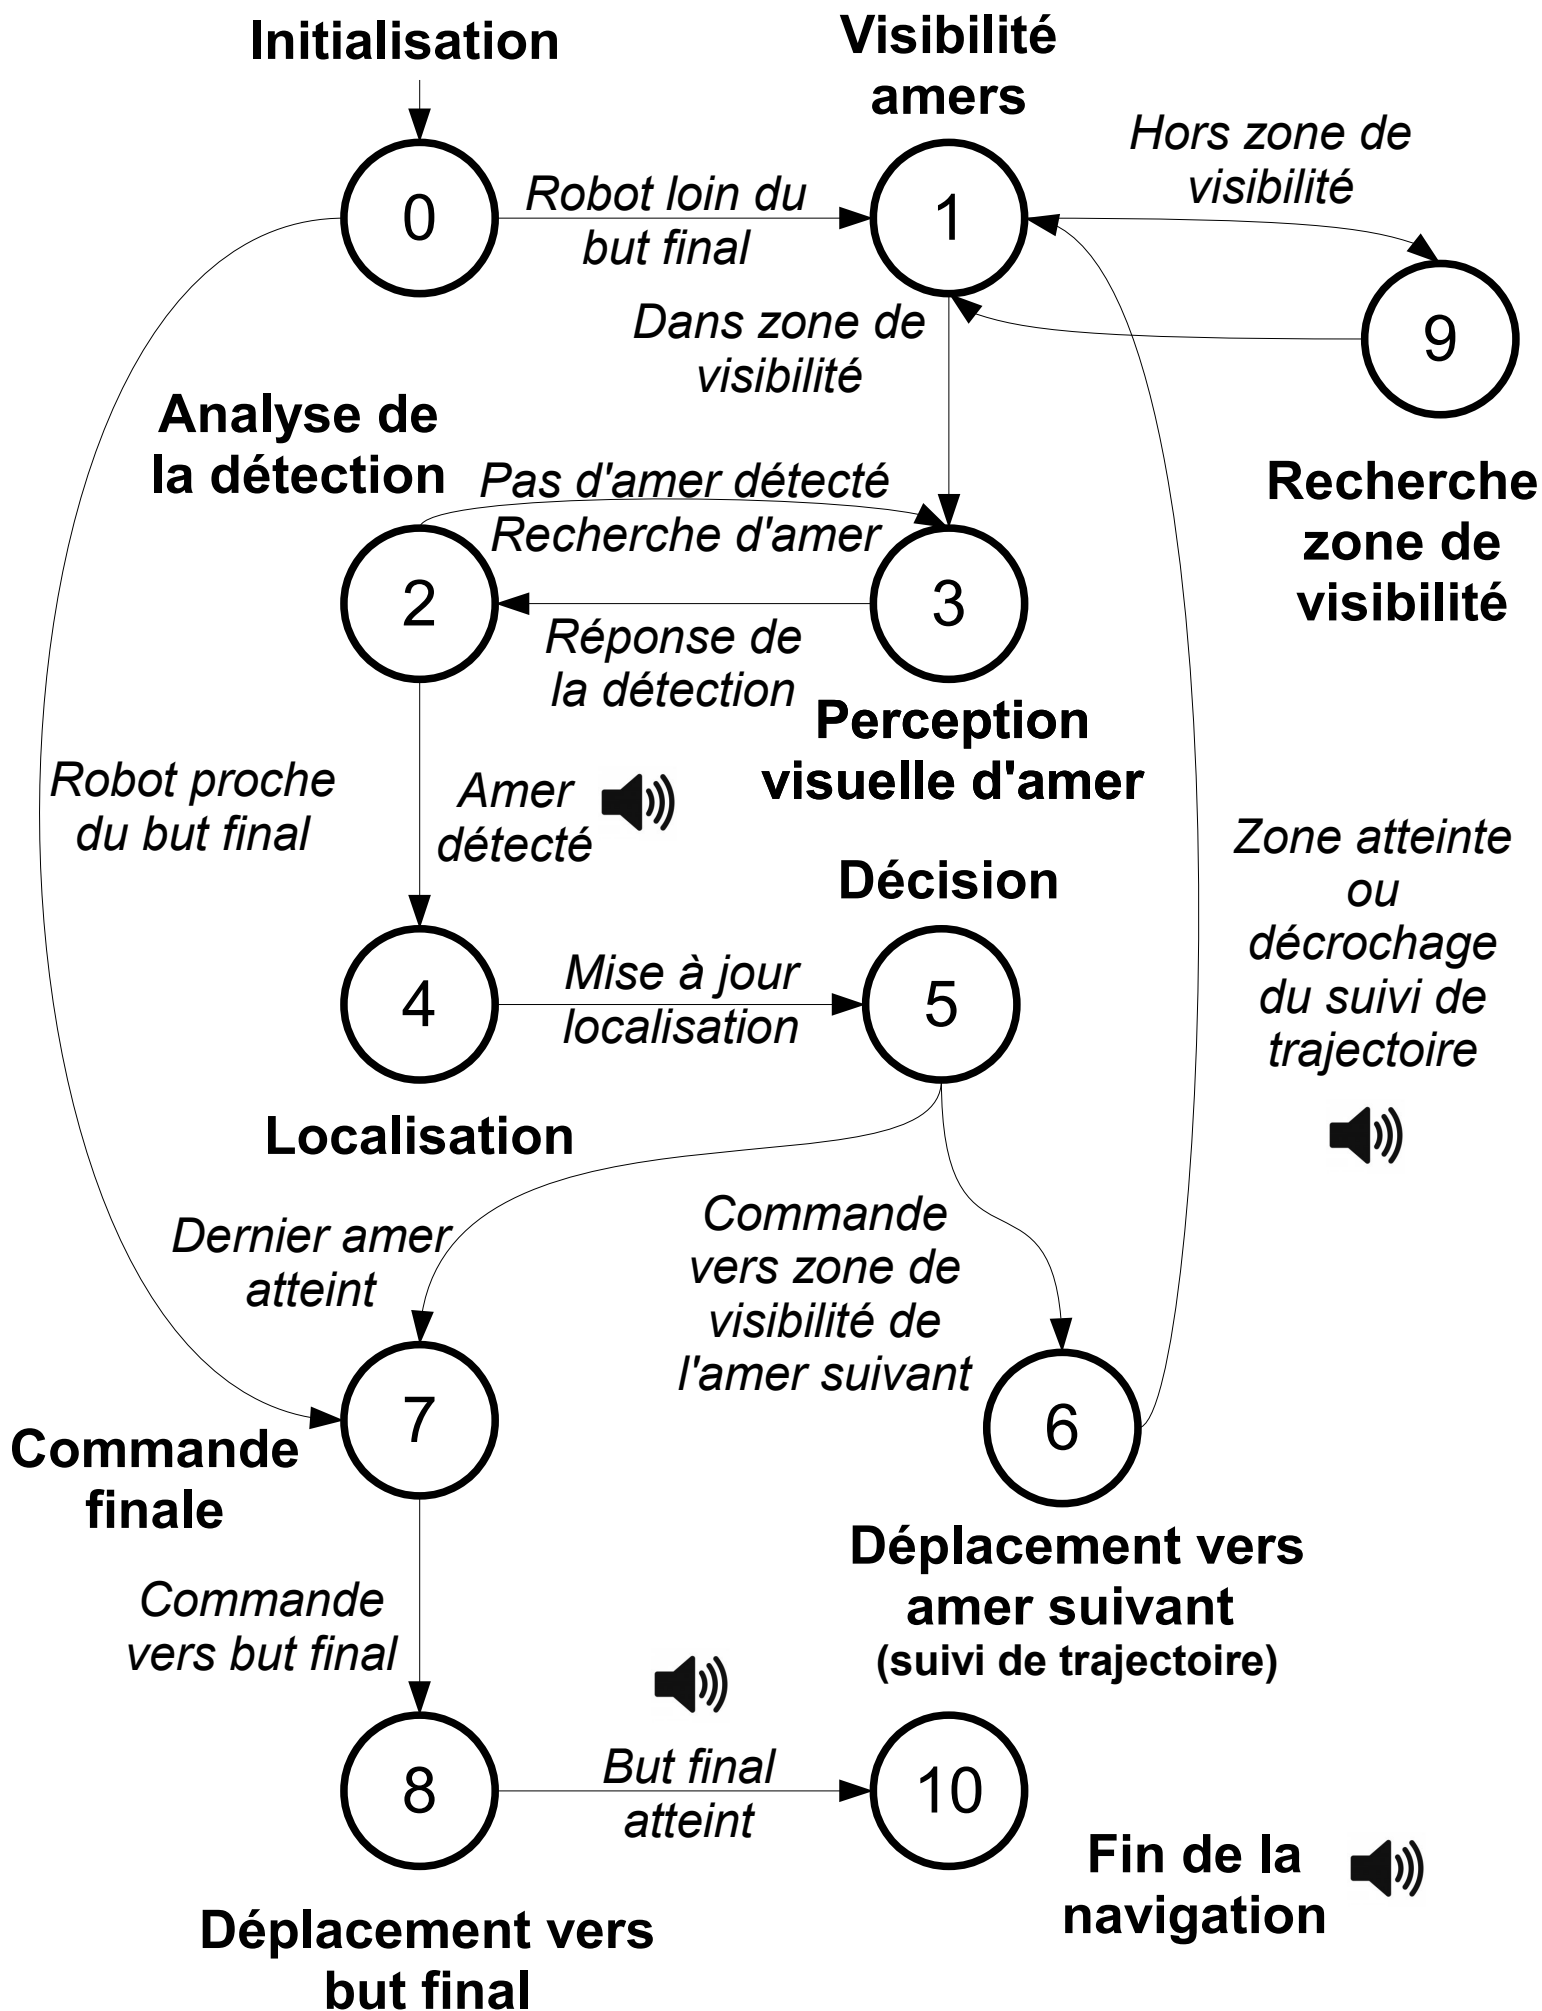 Initialisation
Visibilité
amers
Hors zone de
visibilité
0
Robot loin du
but final
1
9
Dans zone de
visibilité
Recherche
zone de
visibilité
Analyse de
la détection
Pas d'amer détecté
Recherche d'amer
2
3
Réponse de
la détection
Perception
visuelle d'amer
Robot proche
du but final
Amer
détecté
Zone atteinte
ou
décrochage
du suivi de
trajectoire
Décision
4
Mise à jour
localisation
5
Localisation
Dernier amer
atteint
Commande
vers zone de
visibilité de
l'amer suivant
7
6
Commande
finale
Déplacement vers
amer suivant
(suivi de trajectoire)
Commande
vers but final
8
But final
atteint
10
Fin de la
navigation
Déplacement vers
but final